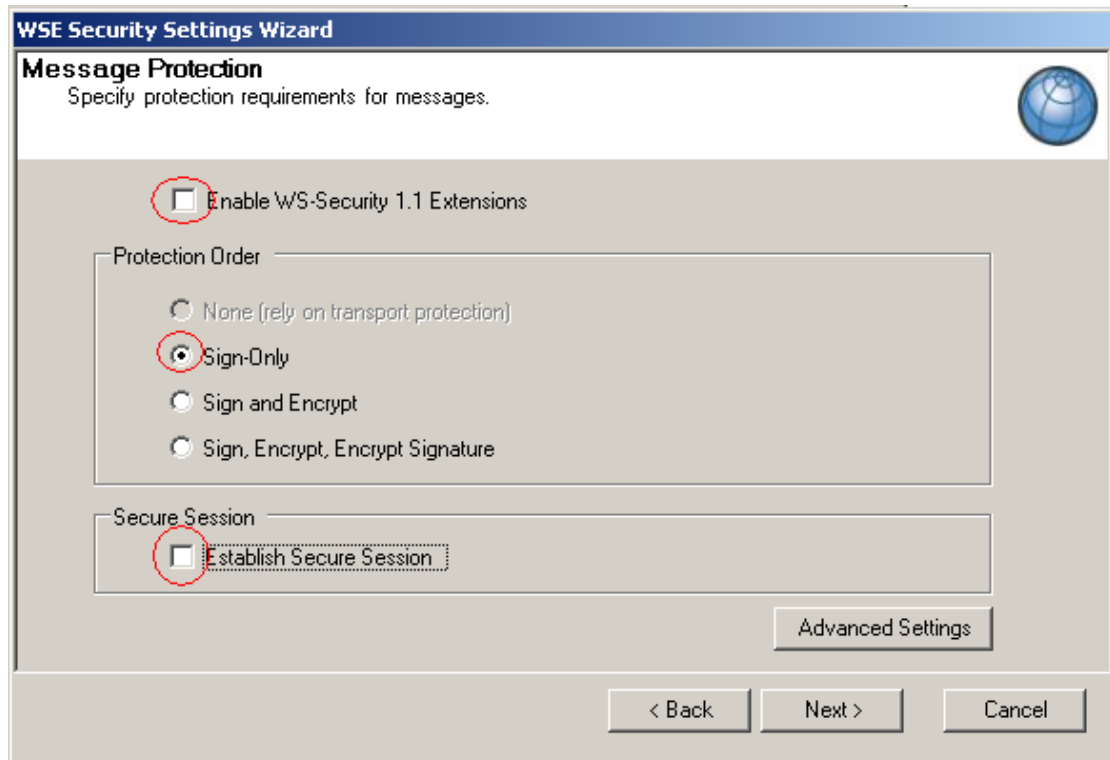 WSE Security Settings Wizard
Message Protection
Specify protection requirements for messages.
Enable WS-Security 1.1 Extensions
Protection Order
None (rely on transport protection)
Sign-Only
Sign and Encrypt
Sign, Encrypt, Encrypt Signature
Secure Session
Establish Secure Session
Advanced Settings
< Back Next > Cancel